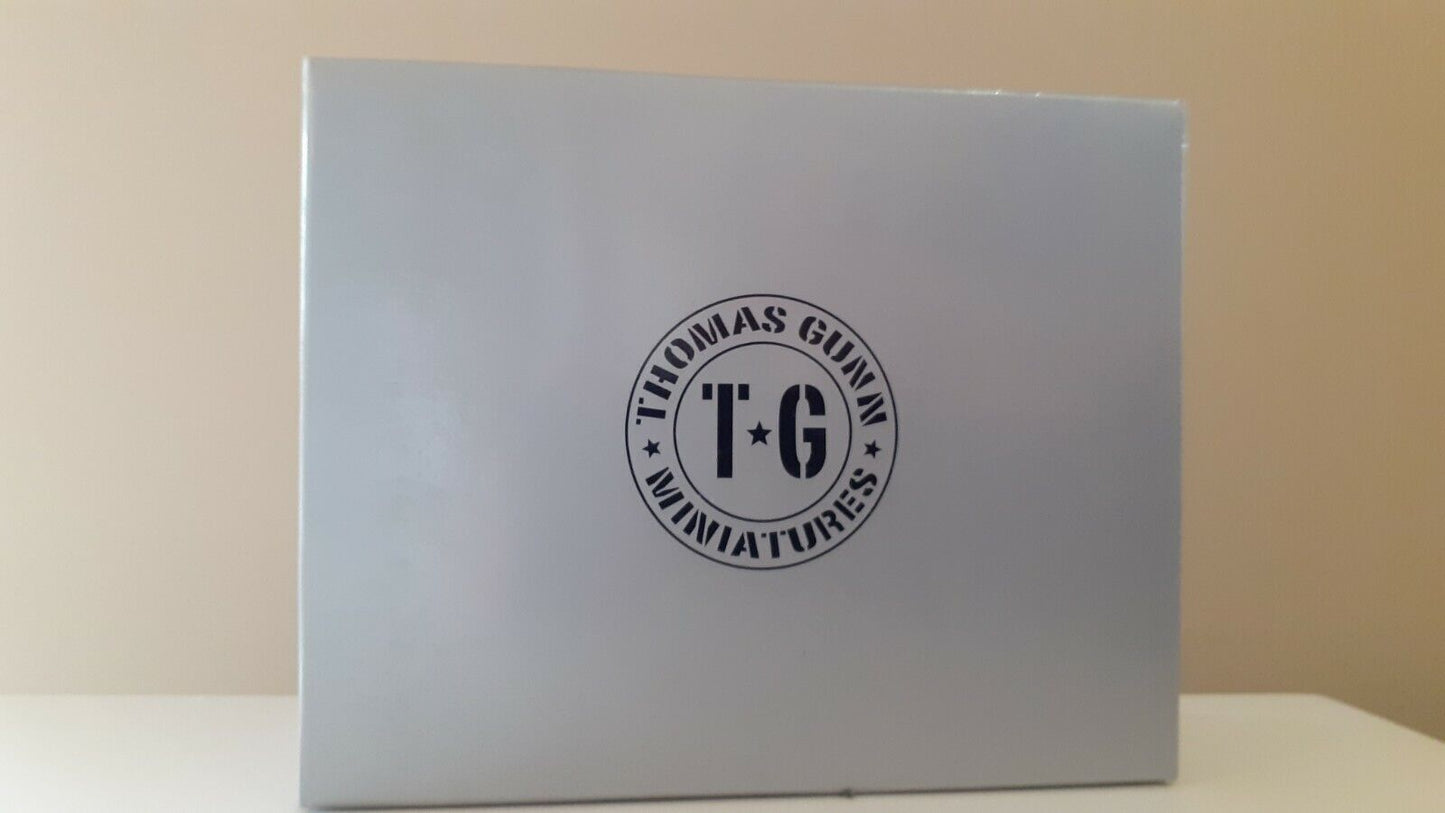 THOMAS GUNN
T★G
★ MINIATURES ★